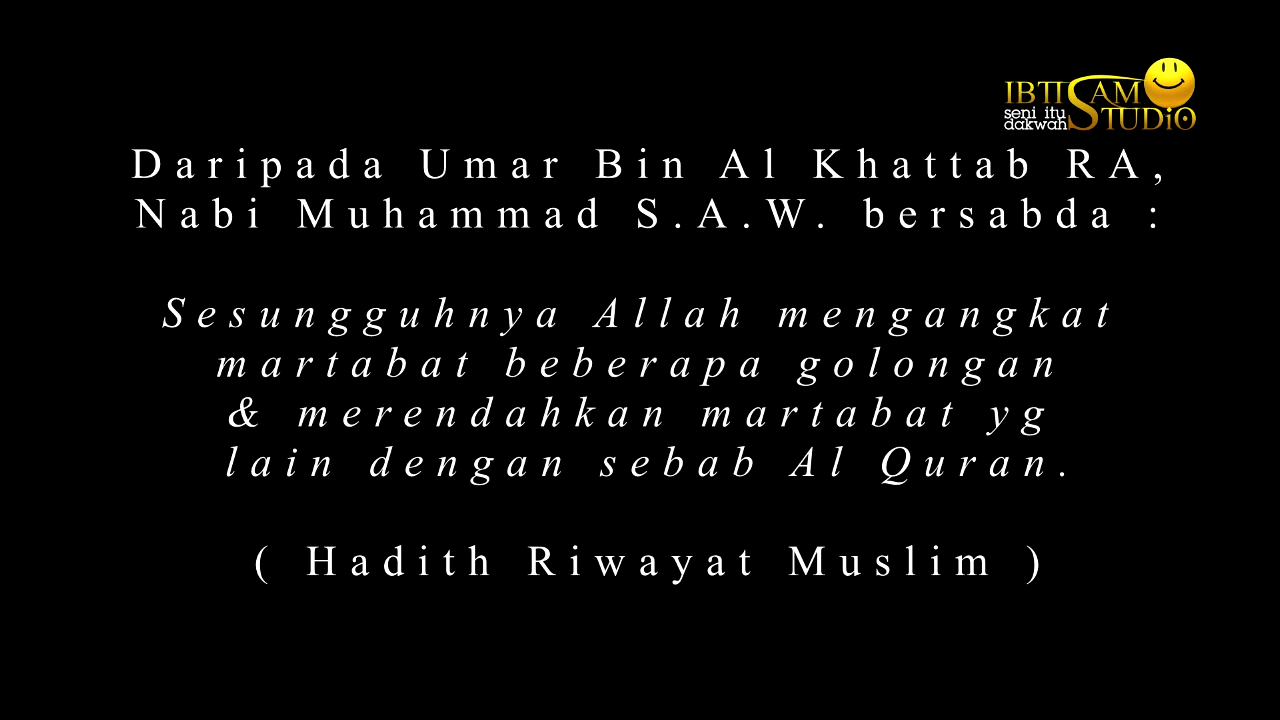 IBTISAM
seni itu
dakwah
STUDiO
Daripada Umar Bin Al Khattab RA,
Nabi Muhammad S.A.W. bersabda :
Sesungguhnya Allah mengangkat
martabat beberapa golongan
& merendahkan martabat yg
lain dengan sebab Al Quran.
( Hadith Riwayat Muslim )